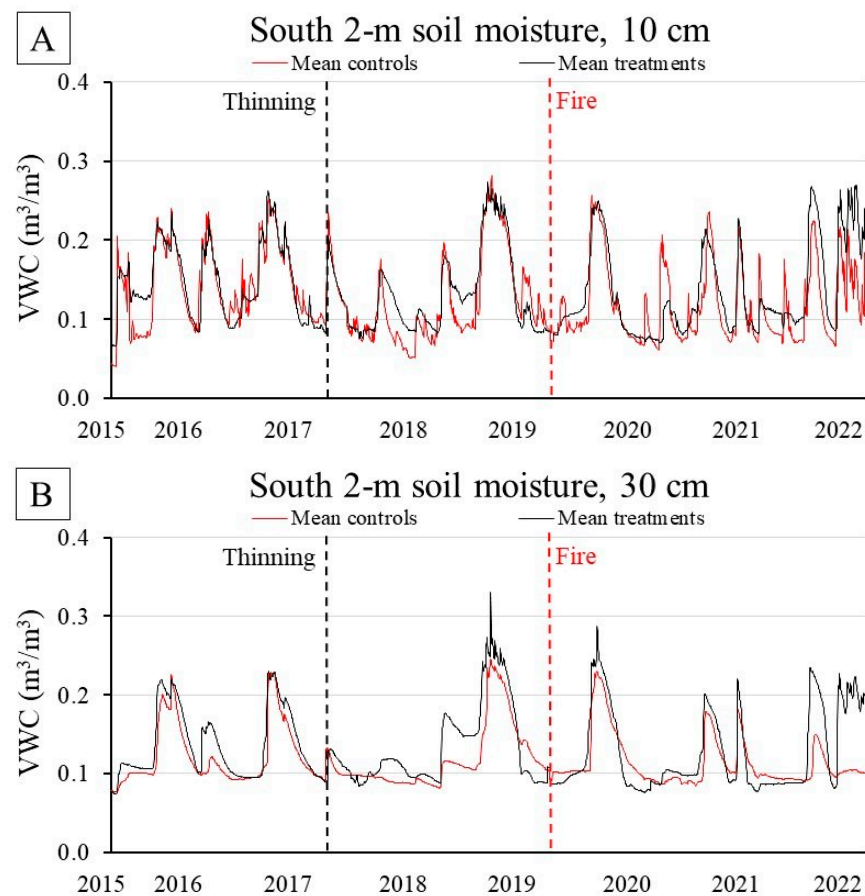 A
South 2-m soil moisture, 10 cm
Mean controls Mean treatments
0.4
Thinning Fire
0.3
VWC (m³/m³)
0.2
0.1
0.0
2015 2016 2017 2018 2019 2020 2021 2022
B
South 2-m soil moisture, 30 cm
Mean controls Mean treatments
0.4
Thinning Fire
0.3
VWC (m³/m³)
0.2
0.1
0.0
2015 2016 2017 2018 2019 2020 2021 2022